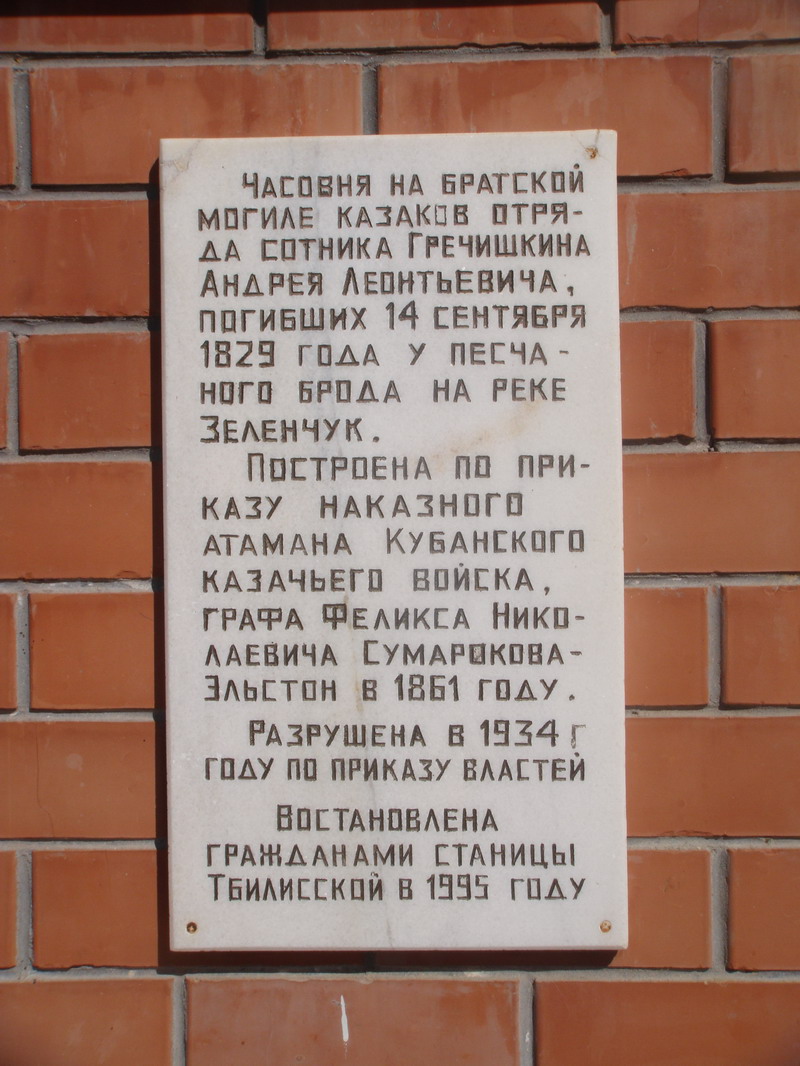 Часовня на братской
могиле казаков отря-
да сотника Гречишкина
Андрея Леонтьевича,
погибших 14 сентября
1829 года у песча-
ного брода на реке
Зеленчук.
Построена по при-
казу наказного
атамана Кубанского
казачьего войска,
графа Феликса Нико-
лаевича Сумарокова-
Эльстон в 1861 году.
Разрушена в 1934 г
году по приказу властей
Востановлена
гражданами станицы
Тбилисской в 1995 году